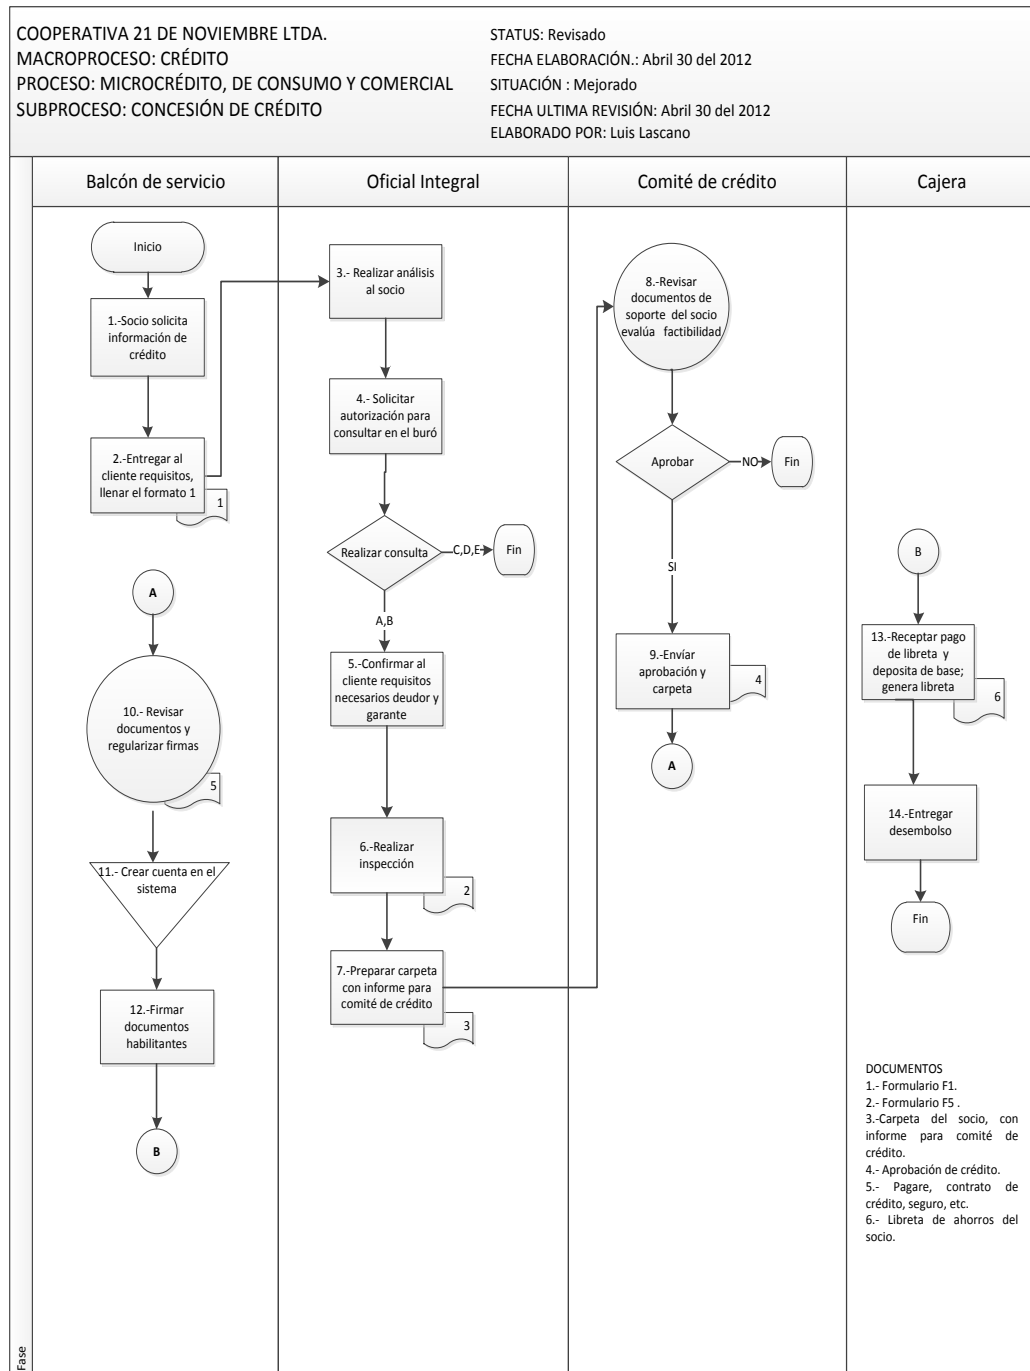 COOPERATIVA 21 DE NOVIEMBRE LTDA.
MACROPROCESO: CRÉDITO
PROCESO: MICROCRÉDITO, DE CONSUMO Y COMERCIAL
SUBPROCESO: CONCESIÓN DE CRÉDITO
STATUS: Revisado
FECHA ELABORACIÓN.: Abril 30 del 2012
SITUACIÓN : Mejorado
FECHA ULTIMA REVISIÓN: Abril 30 del 2012
ELABORADO POR: Luis Lascano
Fase
Balcón de servicio
Inicio
1.-Socio solicita
información de
crédito
2.-Entregar al
cliente requisitos,
llenar el formato 1
1
A
10.- Revisar
documentos y
regularizar firmas
5
11.- Crear cuenta en el
sistema
12.-Firmar
documentos
habilitantes
B
Oficial Integral
3.- Realizar análisis
al socio
4.- Solicitar
autorización para
consultar en el buró
Realizar consulta
C,D,E
Fin
A,B
5.-Confirmar al
cliente requisitos
necesarios deudor y
garante
6.-Realizar
inspección
2
7.-Preparar carpeta
con informe para
comité de crédito
3
Comité de crédito
8.-Revisar
documentos de
soporte del socio
evalúa factibilidad
Aprobar
NO
Fin
SI
9.-Envíar
aprobación y
carpeta
4
A
Cajera
B
13.-Receptar pago
de libreta y
deposita de base;
genera libreta
6
14.-Entregar
desembolso
Fin
DOCUMENTOS
1.- Formulario F1.
2.- Formulario F5 .
3.-Carpeta del socio, con
informe para comité de
crédito.
4.- Aprobación de crédito.
5.- Pagare, contrato de
crédito, seguro, etc.
6.- Libreta de ahorros del
socio.